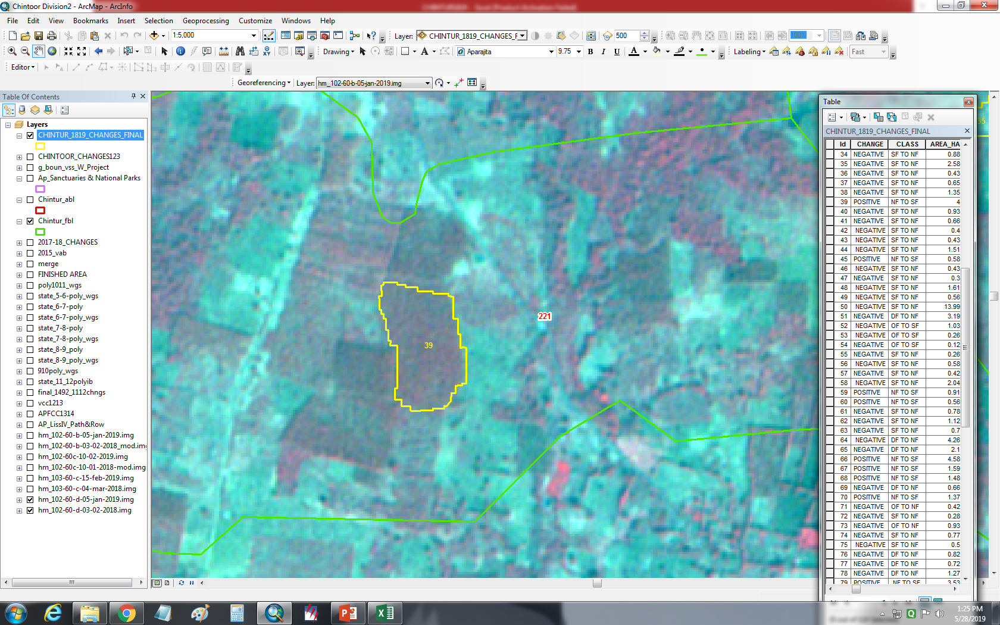 Chintoor Division2 - ArcMap - ArcInfo
File Edit View Bookmarks Insert Selection Geoprocessing Customize Windows Help
1:5,000
Layer: CHINTUR_1819_CHANGES_F
500
100%
Drawing
Aparajita
9.75
B I U A
Labeling
Fast
Editor
Georeferencing Layer: hm_102-60-b-05-jan-2019.img
Table Of Contents
Layers
CHINTUR_1819_CHANGES_FINAL
CHINTOOR_CHANGES123
g_boun_vss_W_Project
Ap_Sanctuaries & National Parks
Chintur_abl
Chintur_fbl
2017-18_CHANGES
2015_vab
merge
FINISHED AREA
poly1011_wgs
state_5-6-poly_wgs
state_6-7-poly
state_6-7-poly_wgs
state_7-8-poly
state_7-8-poly_wgs
state_8-9_poly
state_8-9_poly_wgs
910poly_wgs
state_11_12polyib
final_1492_1112chngs
vcc1213
APFCC1314
AP_LissIV_Path&Row
hm_102-60-b-05-jan-2019.img
hm_102-60-b-03-02-2018_mod.im
hm_102-60c-10-02-2019.img
hm_102-60c-10-01-2018-mod.img
hm_103-60-c-15-feb-2019.img
hm_103-60-c-04-mar-2018.img
hm_102-60-d-05-jan-2019.img
hm_102-60-d-03-02-2018.img
221
39
35
Table
CHINTUR_1819_CHANGES_FINAL
Id CHANGE CLASS AREA_HA
34 NEGATIVE SF TO NF 0.88
35 NEGATIVE SF TO NF 2.58
36 NEGATIVE SF TO NF 0.43
37 NEGATIVE SF TO NF 0.65
38 NEGATIVE SF TO NF 1.35
39 POSITIVE NF TO SF 4
40 NEGATIVE SF TO NF 0.93
41 NEGATIVE SF TO NF 0.66
42 NEGATIVE SF TO NF 0.4
43 NEGATIVE SF TO NF 0.43
44 NEGATIVE SF TO NF 1.51
45 POSITIVE NF TO SF 0.58
46 NEGATIVE SF TO NF 0.43
47 NEGATIVE SF TO NF 0.3
48 NEGATIVE SF TO NF 1.61
49 NEGATIVE SF TO NF 0.56
50 NEGATIVE SF TO NF 13.99
51 NEGATIVE DF TO NF 3.19
52 NEGATIVE OF TO SF 1.03
53 NEGATIVE OF TO SF 0.26
54 NEGATIVE OF TO SF 0.12
55 NEGATIVE SF TO NF 0.26
56 NEGATIVE SF TO NF 0.58
57 NEGATIVE SF TO NF 0.42
58 NEGATIVE SF TO NF 2.04
59 POSITIVE NF TO SF 0.91
60 POSITIVE NF TO SF 0.56
61 NEGATIVE SF TO NF 0.78
62 NEGATIVE SF TO NF 1.12
63 NEGATIVE SF TO NF 0.7
64 NEGATIVE DF TO NF 4.26
65 NEGATIVE DF TO NF 2.1
66 POSITIVE NF TO SF 4.58
67 POSITIVE NF TO SF 1.59
68 POSITIVE NF TO SF 1.48
69 NEGATIVE DF TO NF 0.66
70 POSITIVE NF TO SF 1.37
71 NEGATIVE OF TO NF 0.42
72 NEGATIVE SF TO NF 0.28
73 NEGATIVE OF TO NF 0.93
74 NEGATIVE SF TO NF 0.77
75 NEGATIVE SF TO NF 0.5
76 NEGATIVE DF TO NF 0.82
77 NEGATIVE DF TO NF 0.72
78 NEGATIVE DF TO NF 1.27
79 POSITIVE NF TO SF 3.53
1:25 PM
5/28/2019